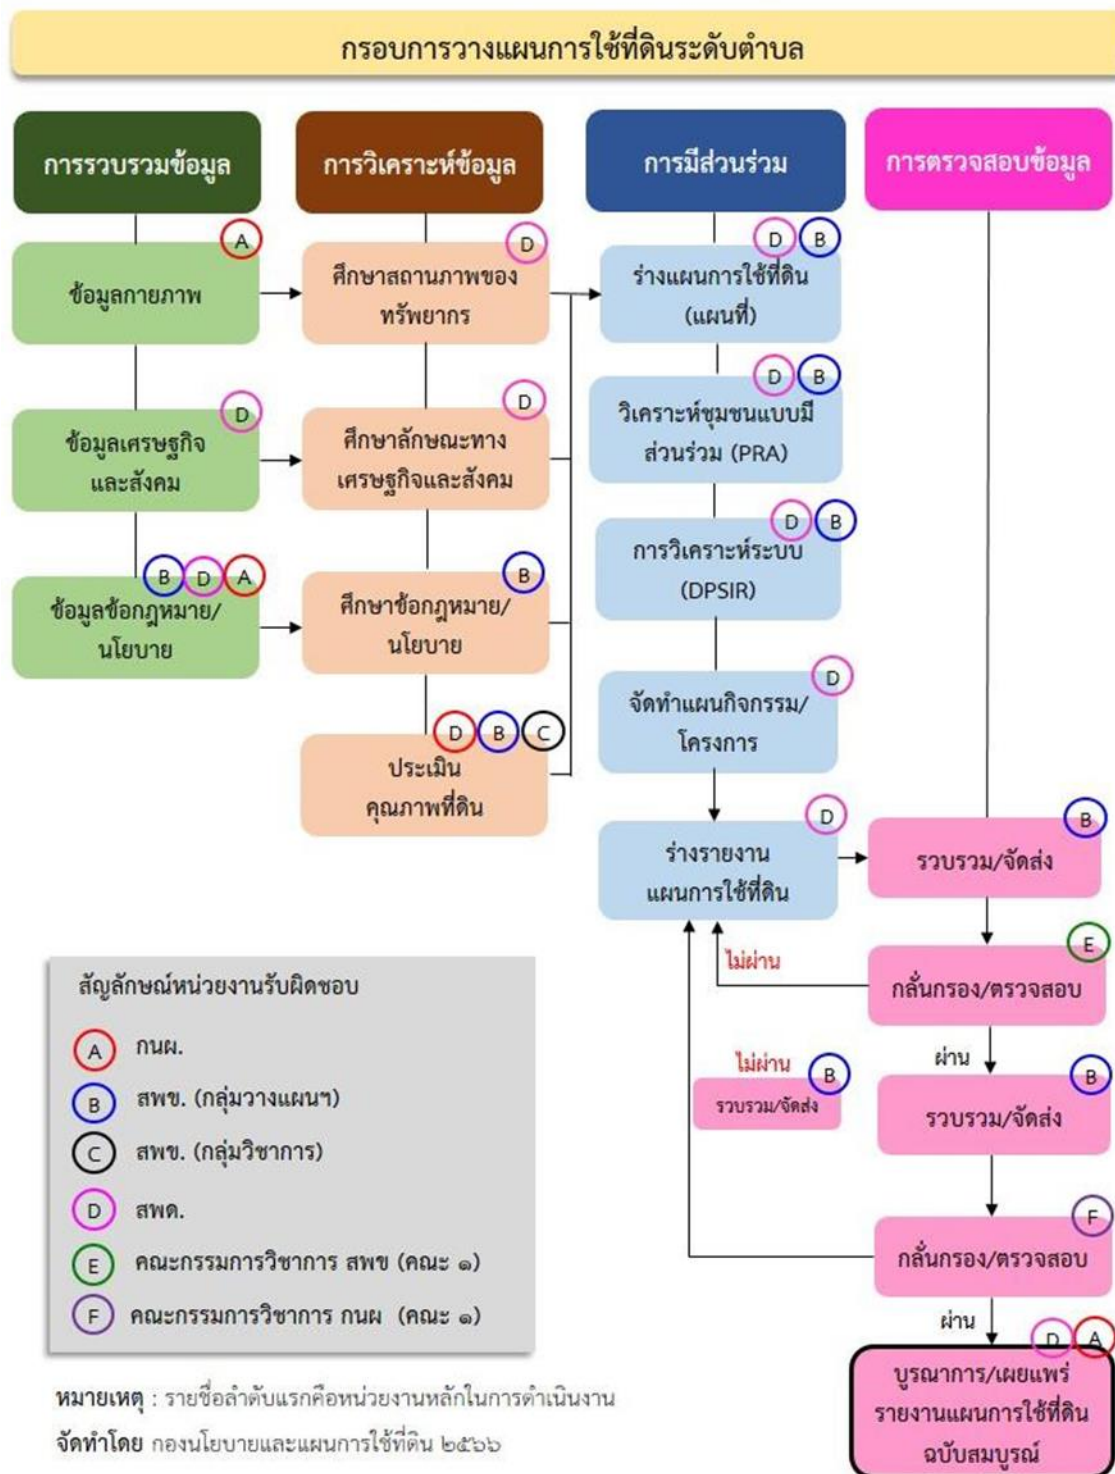 กรอบการวางแผนการใช้ที่ดินระดับตำบล
การรวบรวมข้อมูล
A
ข้อมูลกายภาพ
D
ข้อมูลเศรษฐกิจ
และสังคม
B D A
ข้อมูลข้อกฎหมาย/
นโยบาย
การวิเคราะห์ข้อมูล
D
ศึกษาสถานภาพของ
ทรัพยากร
D
ศึกษาลักษณะทาง
เศรษฐกิจและสังคม
B
ศึกษาข้อกฎหมาย/
นโยบาย
D B C
ประเมิน
คุณภาพที่ดิน
การมีส่วนร่วม
D B
ร่างแผนการใช้ที่ดิน
(แผนที่)
D B
วิเคราะห์ชุมชนแบบมี
ส่วนร่วม (PRA)
D B
การวิเคราะห์ระบบ
(DPSIR)
D
จัดทำแผนกิจกรรม/
โครงการ
D
ร่างรายงาน
แผนการใช้ที่ดิน
การตรวจสอบข้อมูล
B
รวบรวม/จัดส่ง
E
กลั่นกรอง/ตรวจสอบ
ไม่ผ่าน
ผ่าน
B
รวบรวม/จัดส่ง
F
กลั่นกรอง/ตรวจสอบ
ไม่ผ่าน
B
รวบรวม/จัดส่ง
ผ่าน
D A
บูรณาการ/เผยแพร่
รายงานแผนการใช้ที่ดิน
ฉบับสมบูรณ์
สัญลักษณ์หน่วยงานรับผิดชอบ
A กนผ.
B สพข. (กลุ่มวางแผนฯ)
C สพข. (กลุ่มวิชาการ)
D สพด.
E คณะกรรมการวิชาการ สพข (คณะ ๑)
F คณะกรรมการวิชาการ กนผ (คณะ ๑)
หมายเหตุ : รายชื่อลำดับแรกคือหน่วยงานหลักในการดำเนินงาน
จัดทำโดย กองนโยบายและแผนการใช้ที่ดิน ๒๕๖๖